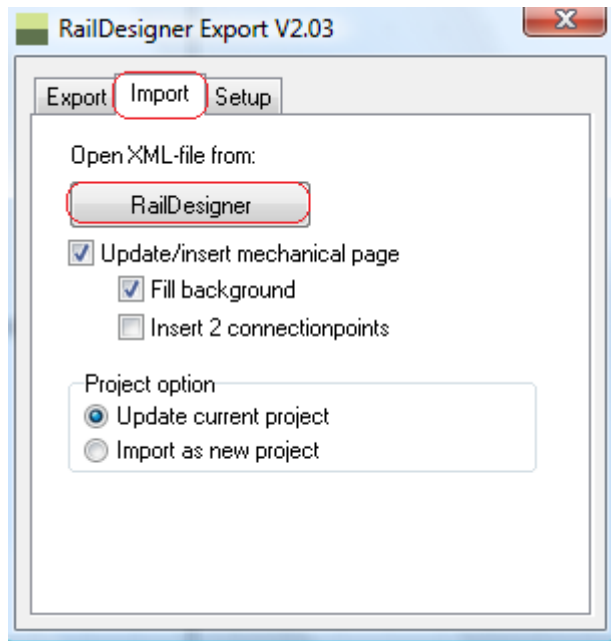 RailDesigner Export V2.03
Export Import Setup
Open XML-file from:
RailDesigner
Update/insert mechanical page
Fill background
Insert 2 connectionpoints
Project option
Update current project
Import as new project